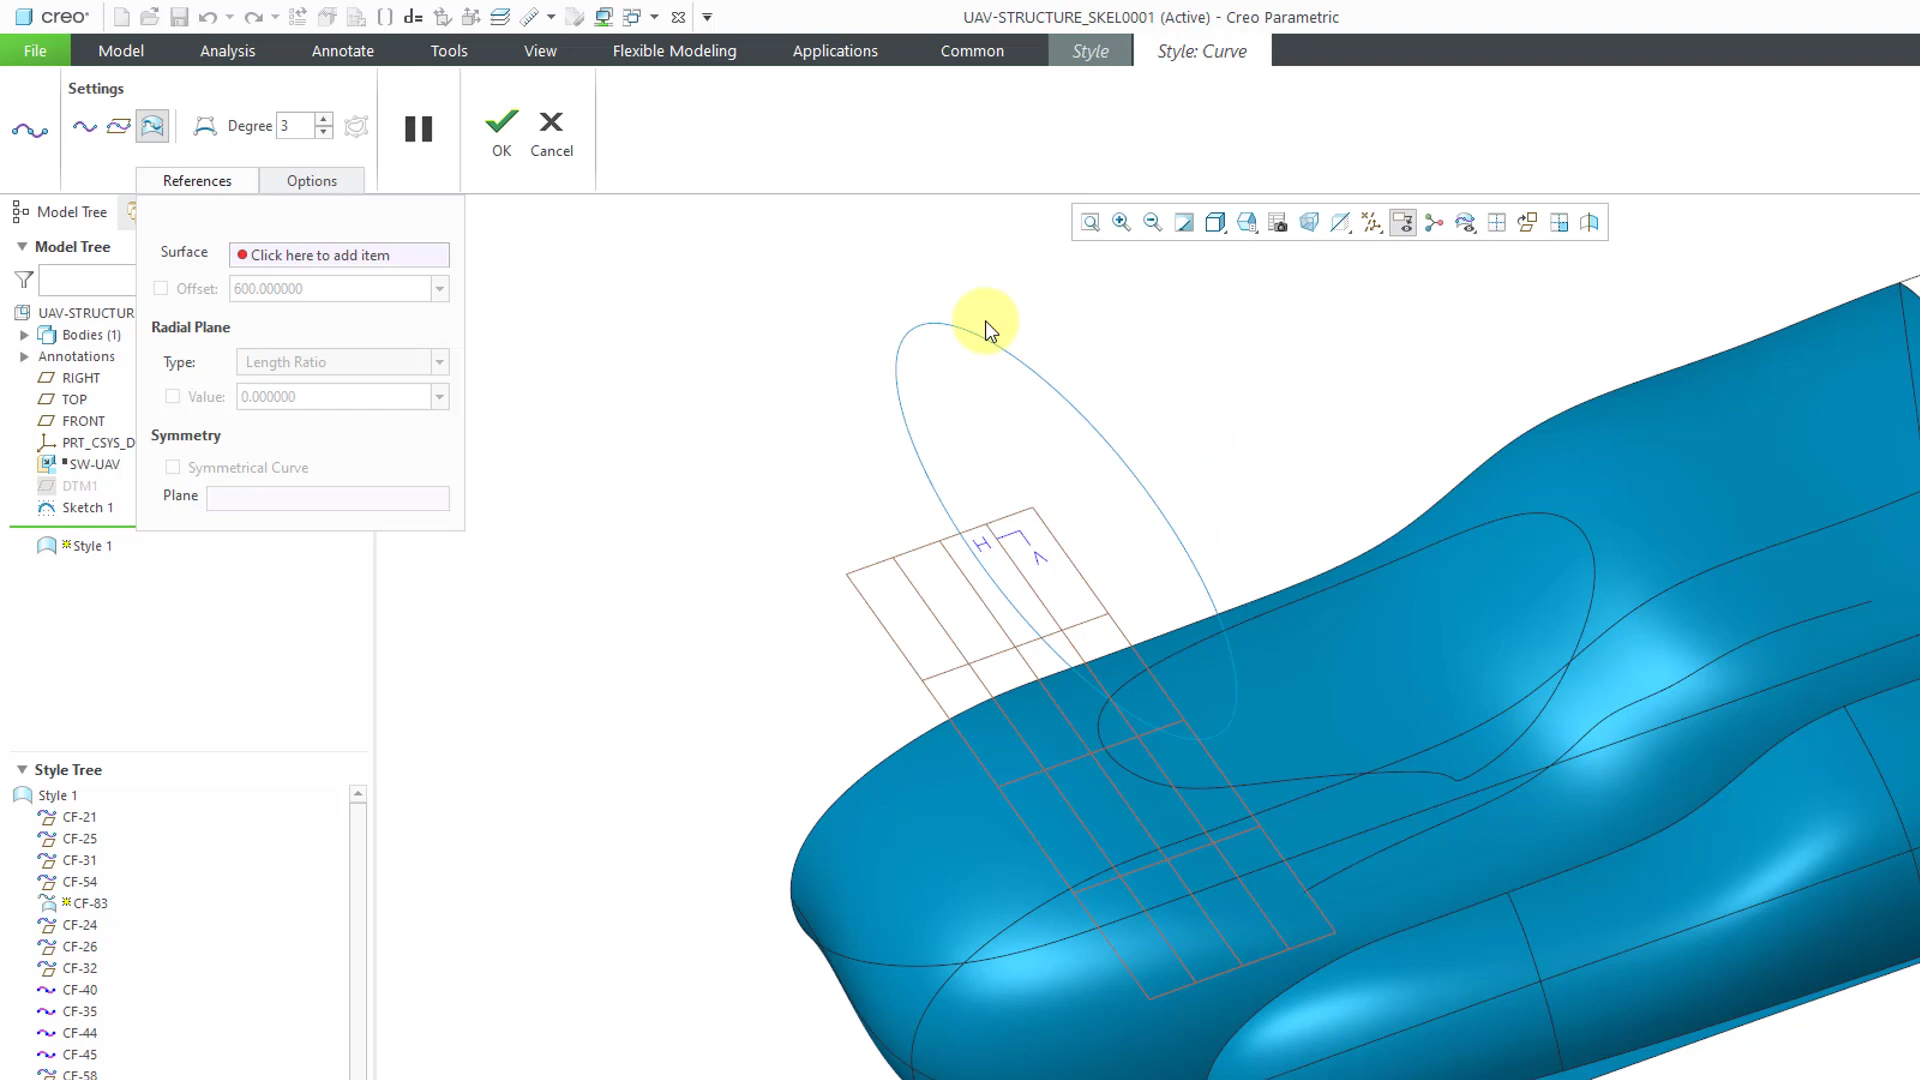 creo
UAV-STRUCTURE_SKEL0001 (Active) - Creo Parametric
File
Model
Analysis
Annotate
Tools
View
Flexible Modeling
Applications
Common
Style
Style: Curve
Settings
Degree 3
OK
Cancel
References
Options
Model Tree
Model Tree
Surface
Click here to add item
Offset:
600.000000
Radial Plane
Type:
Length Ratio
Value:
0.000000
Symmetry
Symmetrical Curve
Plane
UAV-STRUCTUR
Bodies (1)
Annotations
RIGHT
TOP
FRONT
PRT_CSYS_D
SW-UAV
DTM1
Sketch 1
Style 1
H
V
Style Tree
Style 1
CF-21
CF-25
CF-31
CF-54
CF-83
CF-24
CF-26
CF-32
CF-40
CF-35
CF-44
CF-45
CF-58